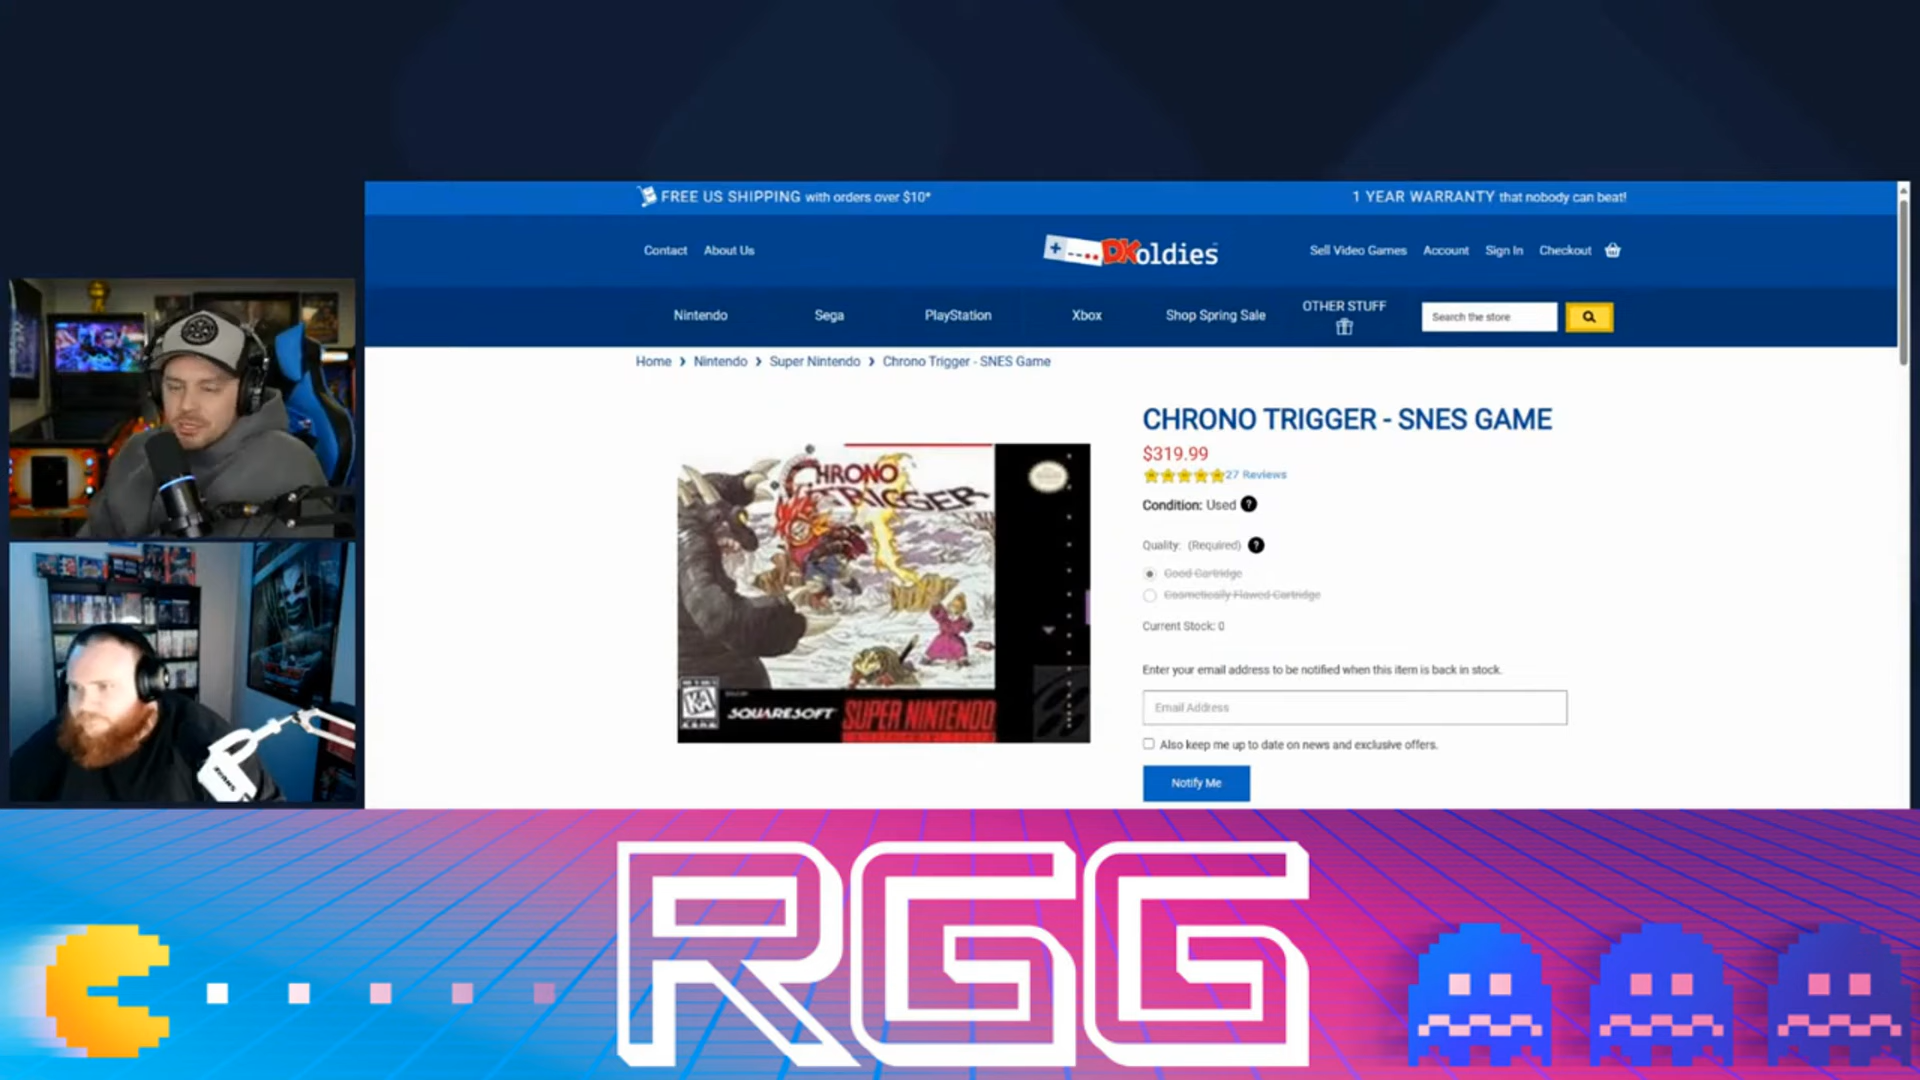 FREE US SHIPPING with orders over $10*
1 YEAR WARRANTY that nobody can beat!
Contact
About Us
DKoldies
Sell Video Games
Account
Sign In
Checkout
Nintendo
Sega
PlayStation
Xbox
Shop Spring Sale
OTHER STUFF
Search the store
Home > Nintendo > Super Nintendo > Chrono Trigger - SNES Game
CHRONO TRIGGER - SNES GAME
$319.99
27 Reviews
Condition: Used ?
Quality: (Required) ?
Good Cartridge
Cosmetically Flawed Cartridge
Current Stock: 0
Enter your email address to be notified when this item is back in stock.
Email Address
Also keep me up to date on news and exclusive offers.
Notify Me
CHRONO
TRIGGER
KA
SQUARESOFT
SUPER NINTENDO
RGG